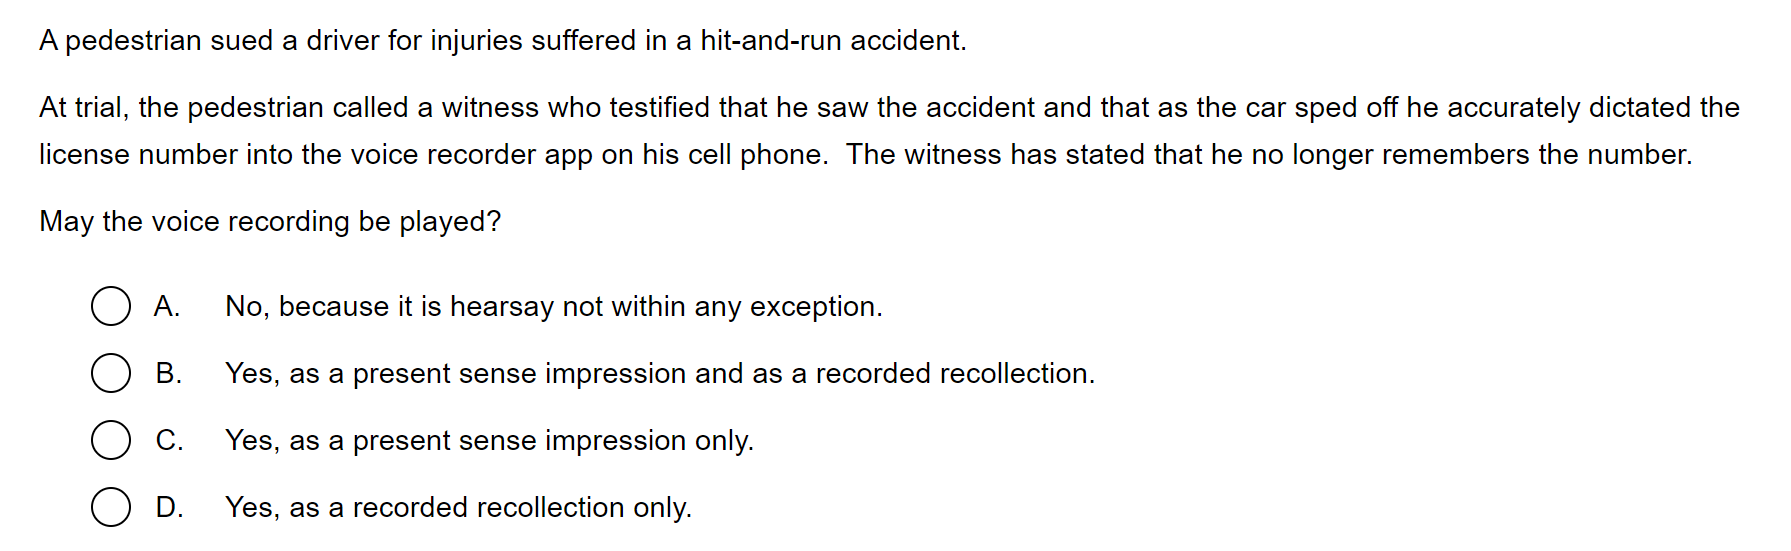 A pedestrian sued a driver for injuries suffered in a hit-and-run accident.
At trial, the pedestrian called a witness who testified that he saw the accident and that as the car sped off he accurately dictated the
license number into the voice recorder app on his cell phone.  The witness has stated that he no longer remembers the number.
May the voice recording be played?
A. No, because it is hearsay not within any exception.
B. Yes, as a present sense impression and as a recorded recollection.
C. Yes, as a present sense impression only.
D. Yes, as a recorded recollection only.